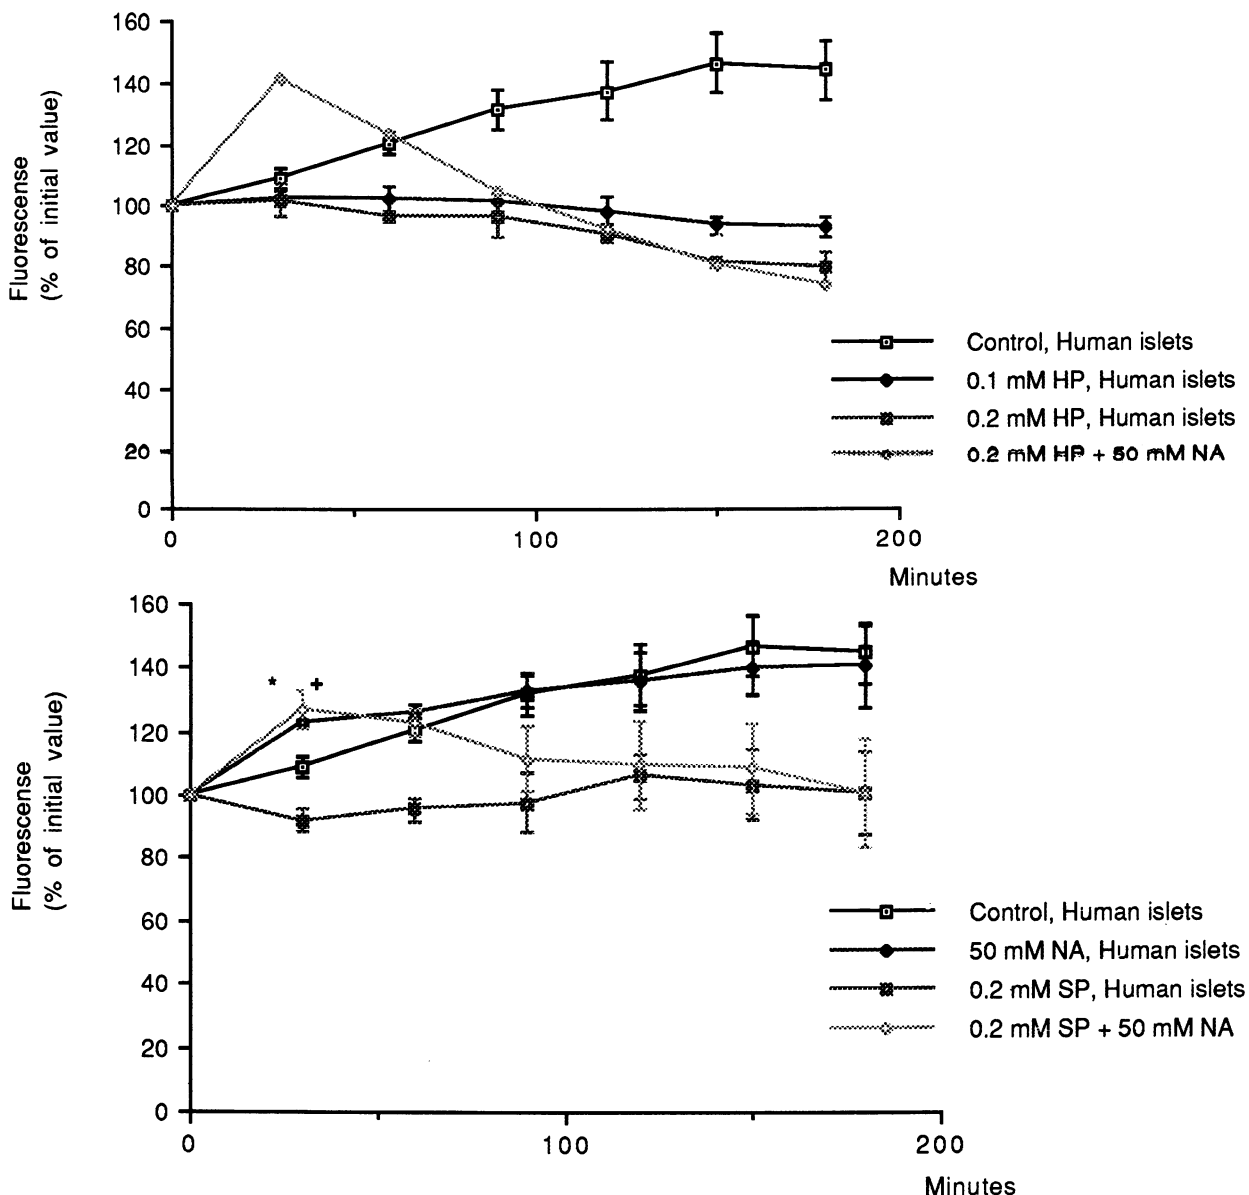 160
140
120
100
80
60
40
20
0
Fluorescense
(% of initial value)
0 100 200
Minutes
Control, Human islets
0.1 mM HP, Human islets
0.2 mM HP, Human islets
0.2 mM HP + 50 mM NA
160
140
120
100
80
60
40
20
0
Fluorescense
(% of initial value)
* +
0 100 200
Minutes
Control, Human islets
50 mM NA, Human islets
0.2 mM SP, Human islets
0.2 mM SP + 50 mM NA